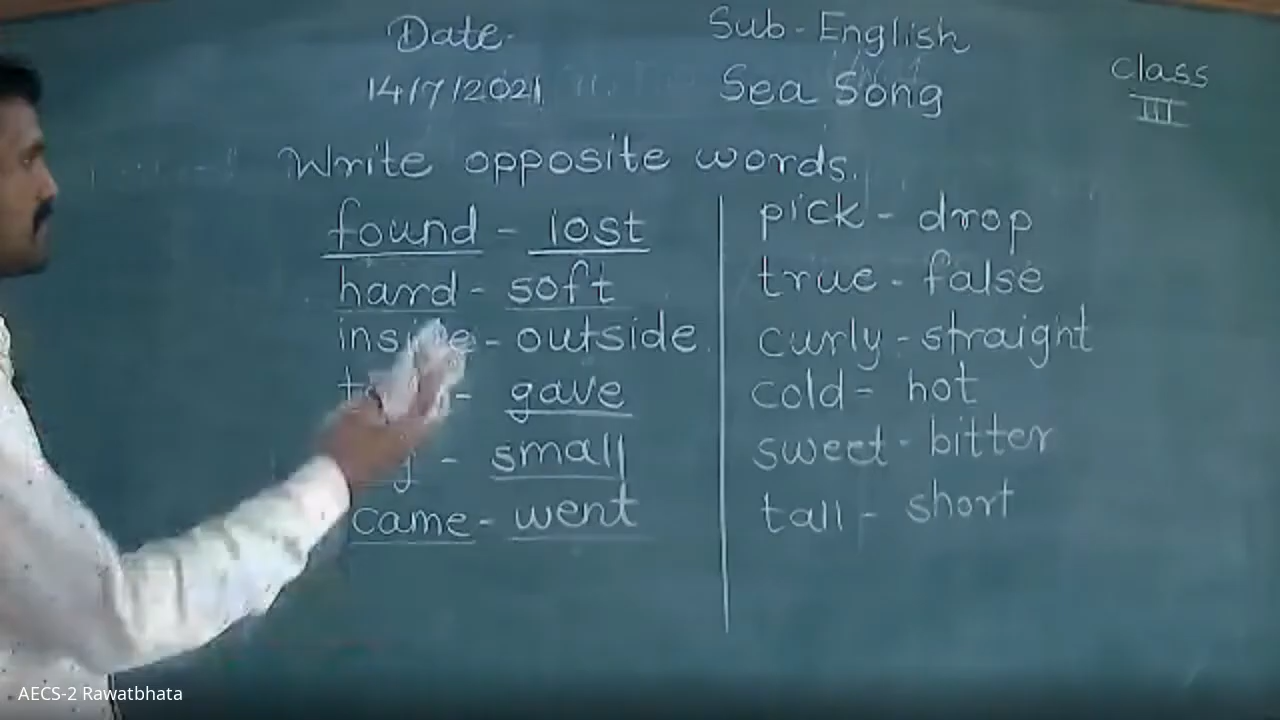 Date
14/7/2021
Sub - English
Sea Song
Class
III
Write opposite words.
found - lost
hard - soft
inside - outside
- gave
- small
came - went
pick - drop
true - false
curly - straight
cold - hot
sweet - bitter
tall - short
AECS-2 Rawatbhata